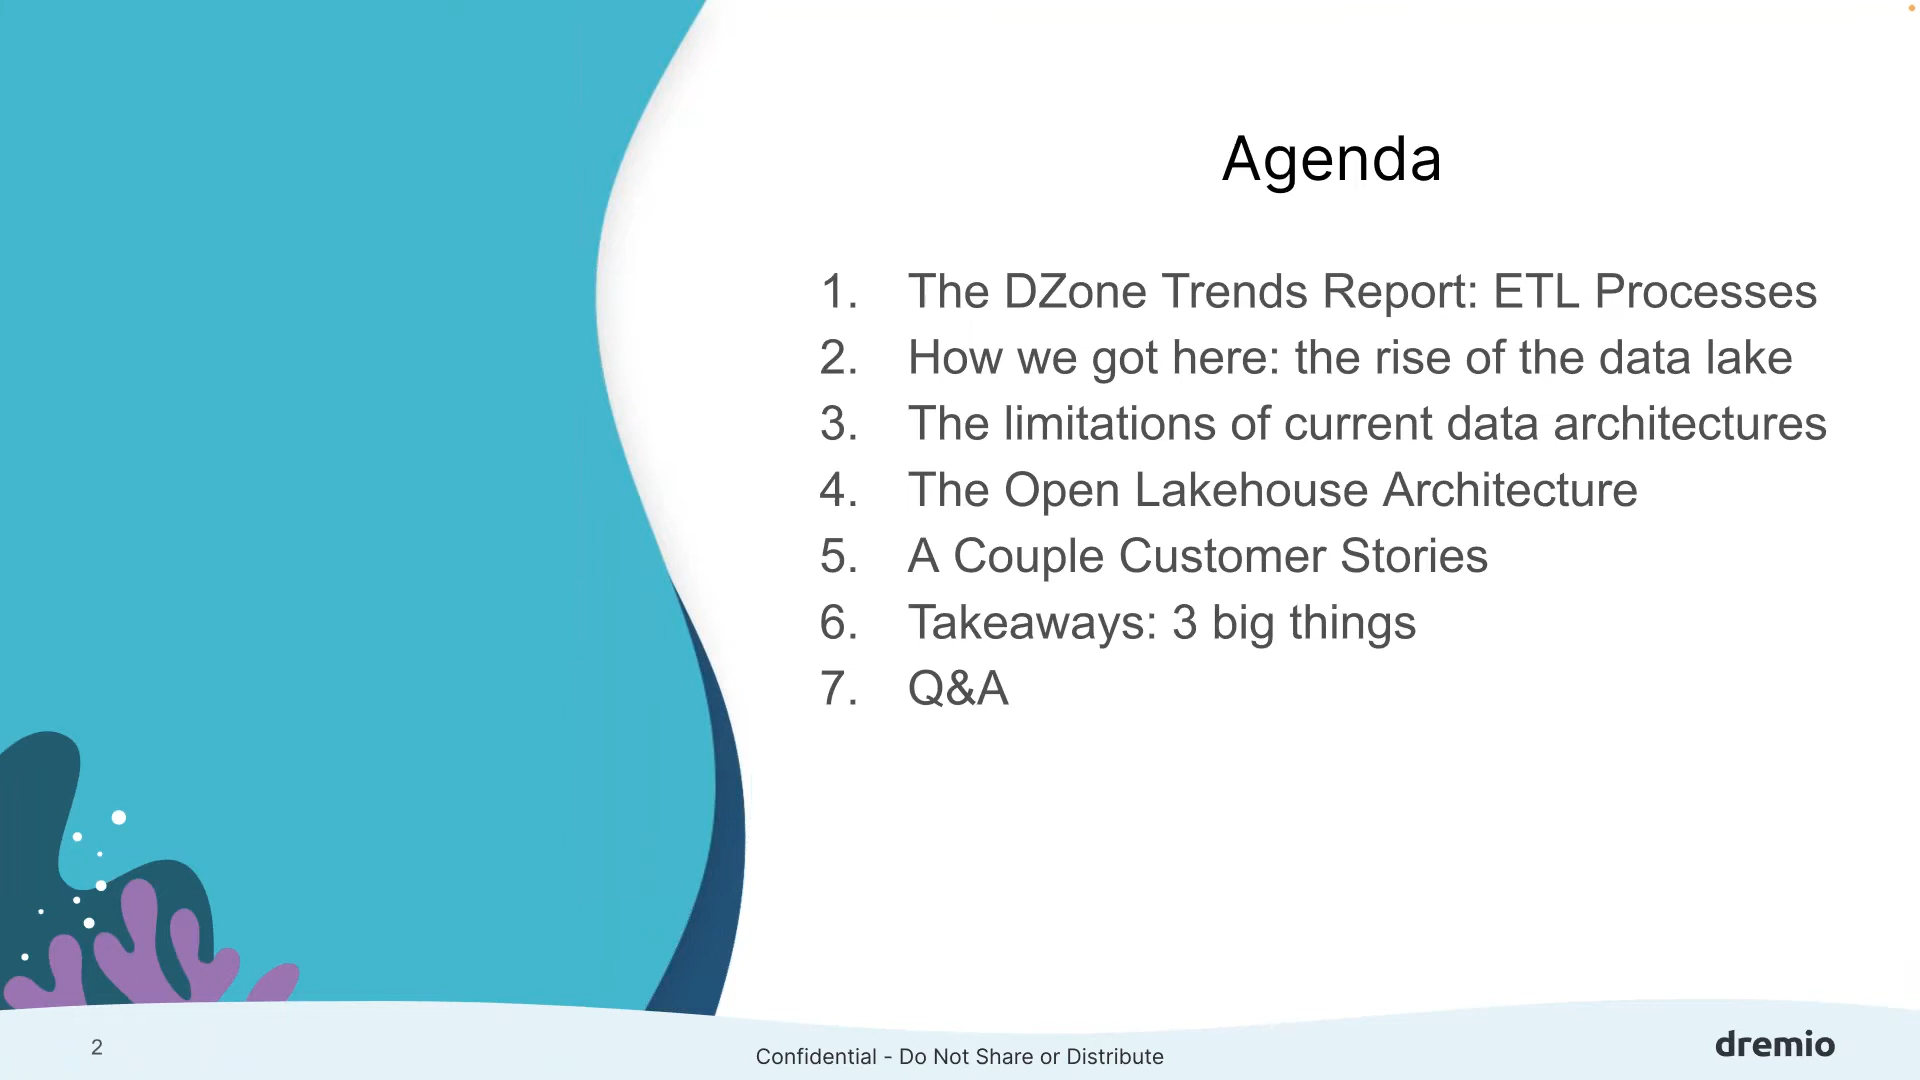 Agenda
1. The DZone Trends Report: ETL Processes
2. How we got here: the rise of the data lake
3. The limitations of current data architectures
4. The Open Lakehouse Architecture
5. A Couple Customer Stories
6. Takeaways: 3 big things
7. Q&A
2
Confidential - Do Not Share or Distribute
dremio